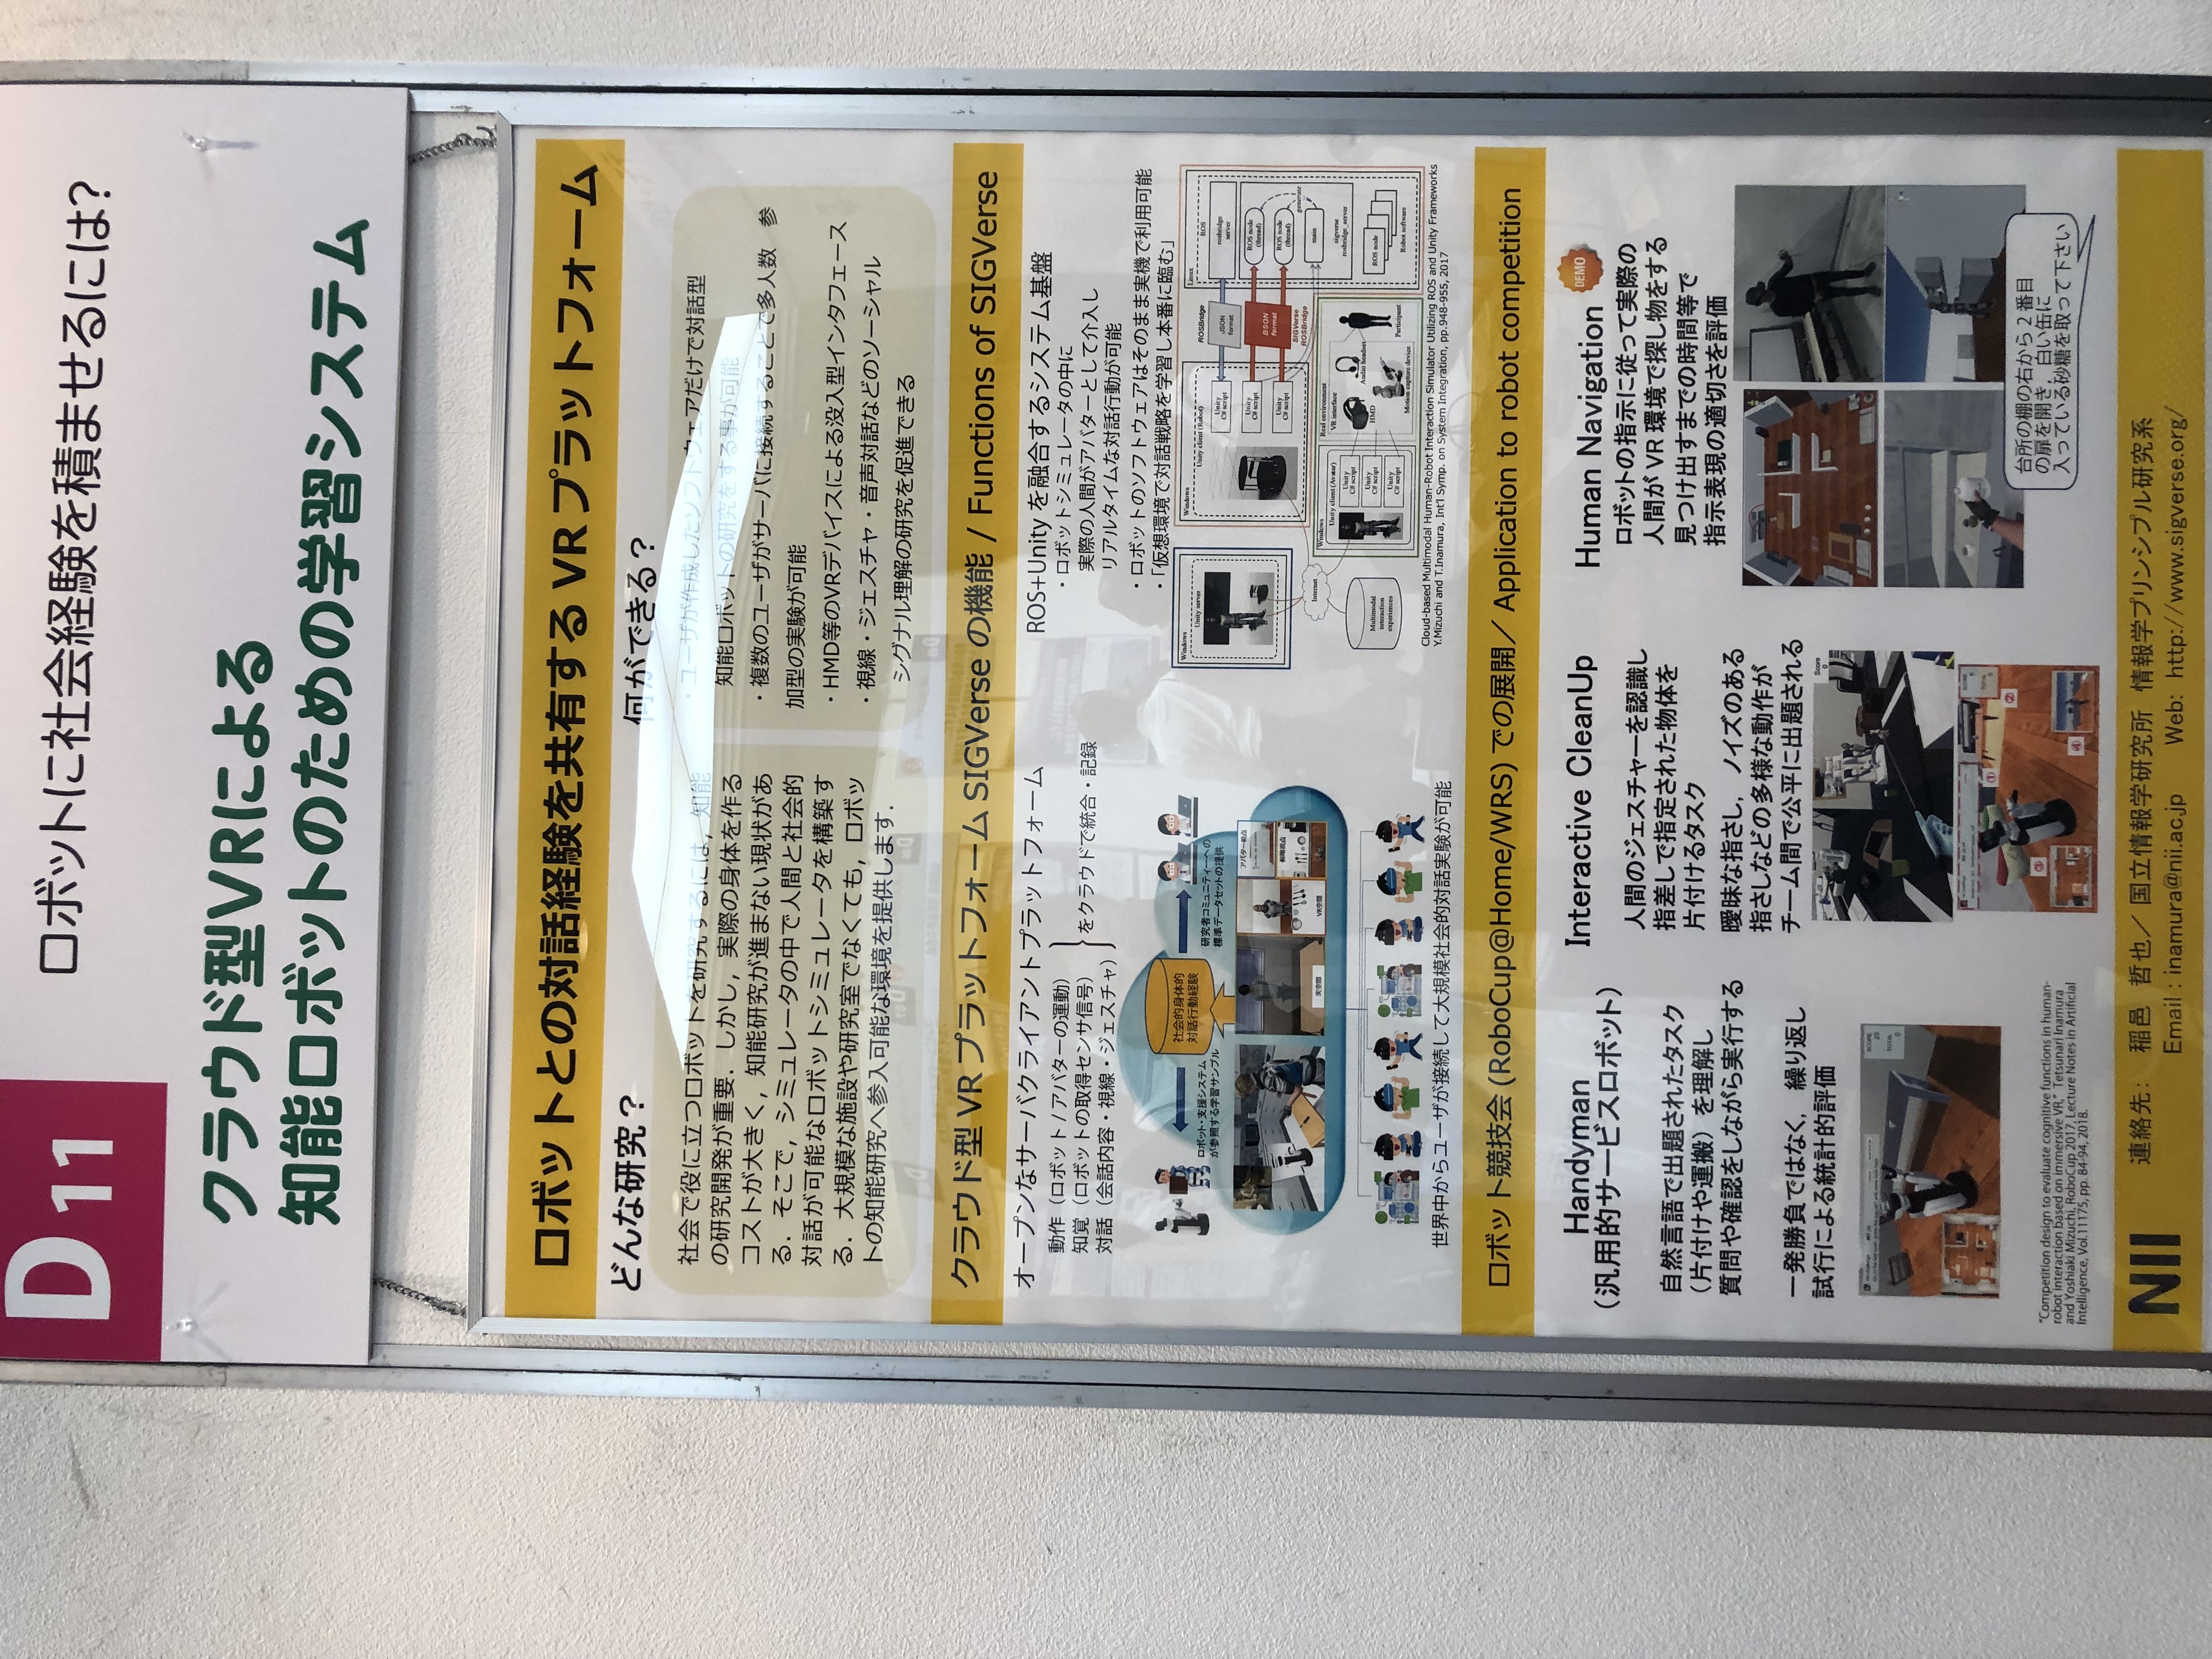 D 11
ロボットに社会経験を積ませるには?
クラウド型VRによる
知能ロボットのための学習システム
ロボットとの対話経験を共有する VR プラットフォーム
どんな研究？
社会で役に立つロボットを研究するには，知能
の研究開発が重要．しかし，実際の身体を作る
コストが大きく，知能研究が進まない現状があ
る．そこで，シミュレータの中で人間と社会的
対話が可能なロボットシミュレータを構築す
る．大規模な施設や研究室でなくても，ロボッ
トの知能研究へ参入可能な環境を提供します．
何ができる？
・ユーザが作成したソフトウェアだけで対話型
知能ロボットの研究をする事が可能
・複数のユーザがサーバに接続することで多人数　参
加型の実験が可能
・HMD等のVRデバイスによる没入型インタフェース
・視線・ジェスチャ・音声対話などのソーシャル
シグナル理解の研究を促進できる
クラウド型 VR プラットフォーム SIGVerse の機能 / Functions of SIGVerse
オープンなサーバクライアントプラットフォーム
動作（ロボット / アバターの運動）
知覚（ロボットの取得センサ信号）
対話（会話内容・視線・ジェスチャ）
をクラウドで統合・記録
社会的身体的
対話行動経験
ロボット・支援システム
が参照する学習サンプル
研究者コミュニティーへの
標準データセットの提供
アバター視点
俯瞰視点
実空間
VR空間
世界中からユーザが接続して大規模社会的対話実験が可能
ROS+Unity を融合するシステム基盤
・ロボットシミュレータの中に
実際の人間がアバターとして介入し
リアルタイムな対話行動が可能
・ロボットのソフトウェアはそのまま実機で利用可能
・「仮想環境で対話戦略を学習し本番に臨む」
Windows
Unity server
Windows
Unity client (Robot)
Unity
C# script
Unity
C# script
Unity
C# script
ROSBridge
JSON
format
BSON
format
SIGVerse
ROSBridge
Linux
ROS
rosbridge
server
ROS node
(thread)
ROS node
(thread)
generate
main
sigverse
rosbridge_server
ROS node
Robot software
Internet
Multimodal
interaction
experiences
Windows
Unity client (Avatar)
Unity
C# script
Unity
C# script
Unity
C# script
Real environment
VR interface
HMD
Audio headset
Motion capture device
Participant
Cloud-based Multimodal Human-Robot Interaction Simulator Utilizing ROS and Unity Frameworks
Y.Mizuchi and T.Inamura, Int'l Symp. on System Integration, pp.948-955, 2017
ロボット競技会 (RoboCup@Home/WRS) での展開／ Application to robot competition
Handyman
（汎用的サービスロボット）
自然言語で出題されたタスク
（片付けや運搬）を理解し
質問や確認をしながら実行する
一発勝負ではなく，繰り返し
試行による統計的評価
SCORE
20
TOTAL
0
"Competition design to evaluate cognitive functions in human-
robot interaction based on immersive VR," Tetsunari Inamura
and Yoshiaki Mizuchi, RoboCup 2017, Lecture Notes in Artificial
Intelligence, Vol.11175, pp. 84-94, 2018.
Interactive CleanUp
人間のジェスチャーを認識し
指差しで指定された物体を
片付けるタスク
曖昧な指さし，ノイズのある
指さしなどの多様な動作が
チーム間で公平に出題される
Score
0
SCORE
0
TOTAL
0
①
②
③
④
Human Navigation
DEMO
ロボットの指示に従って実際の
人間が VR 環境で探し物をする
見つけ出すまでの時間等で
指示表現の適切さを評価
台所の棚の右から 2 番目
の扉を開き，白い缶に
入っている砂糖を取って下さい
NII
連絡先： 稲邑 哲也／ 国立情報学研究所 情報学プリンシプル研究系
Email : inamura@nii.ac.jp Web: http://www.sigverse.org/